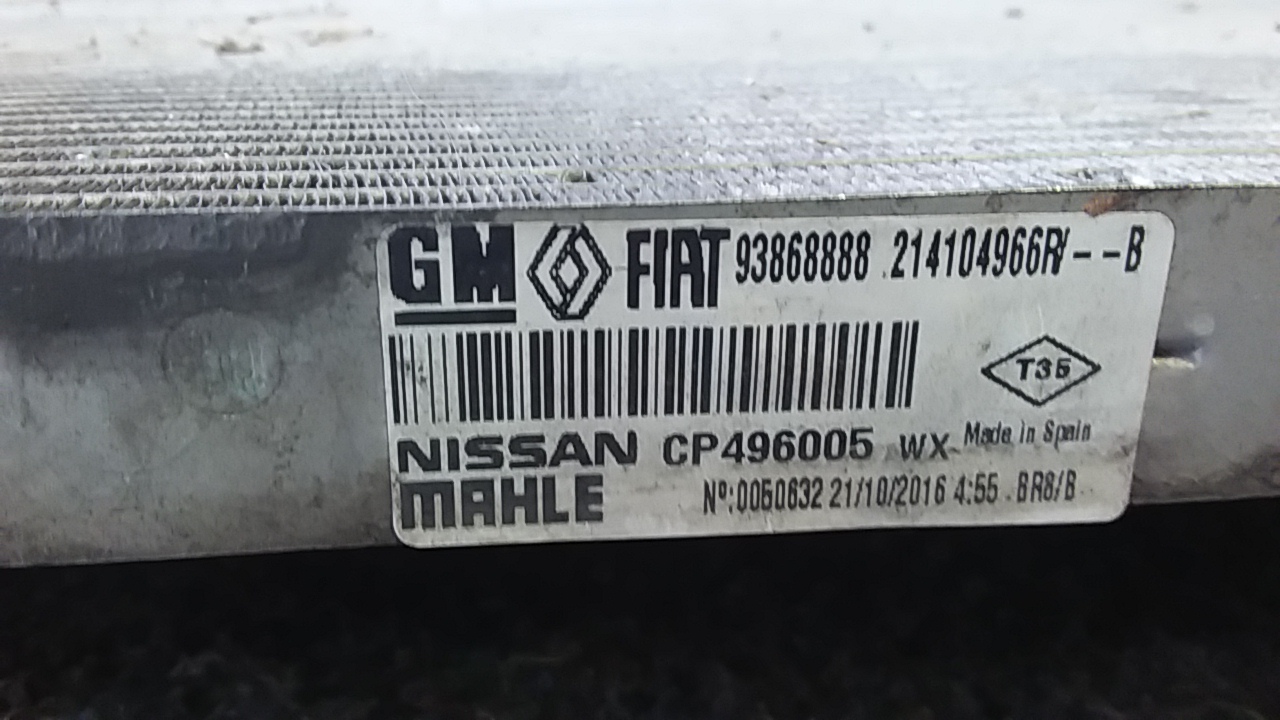 GM FIAT 93868888 214104966R/--B
T35
NISSAN CP496005 WX Made in Spain
MAHLE Nº:0050632 21/10/2016 4:55 BR8/B